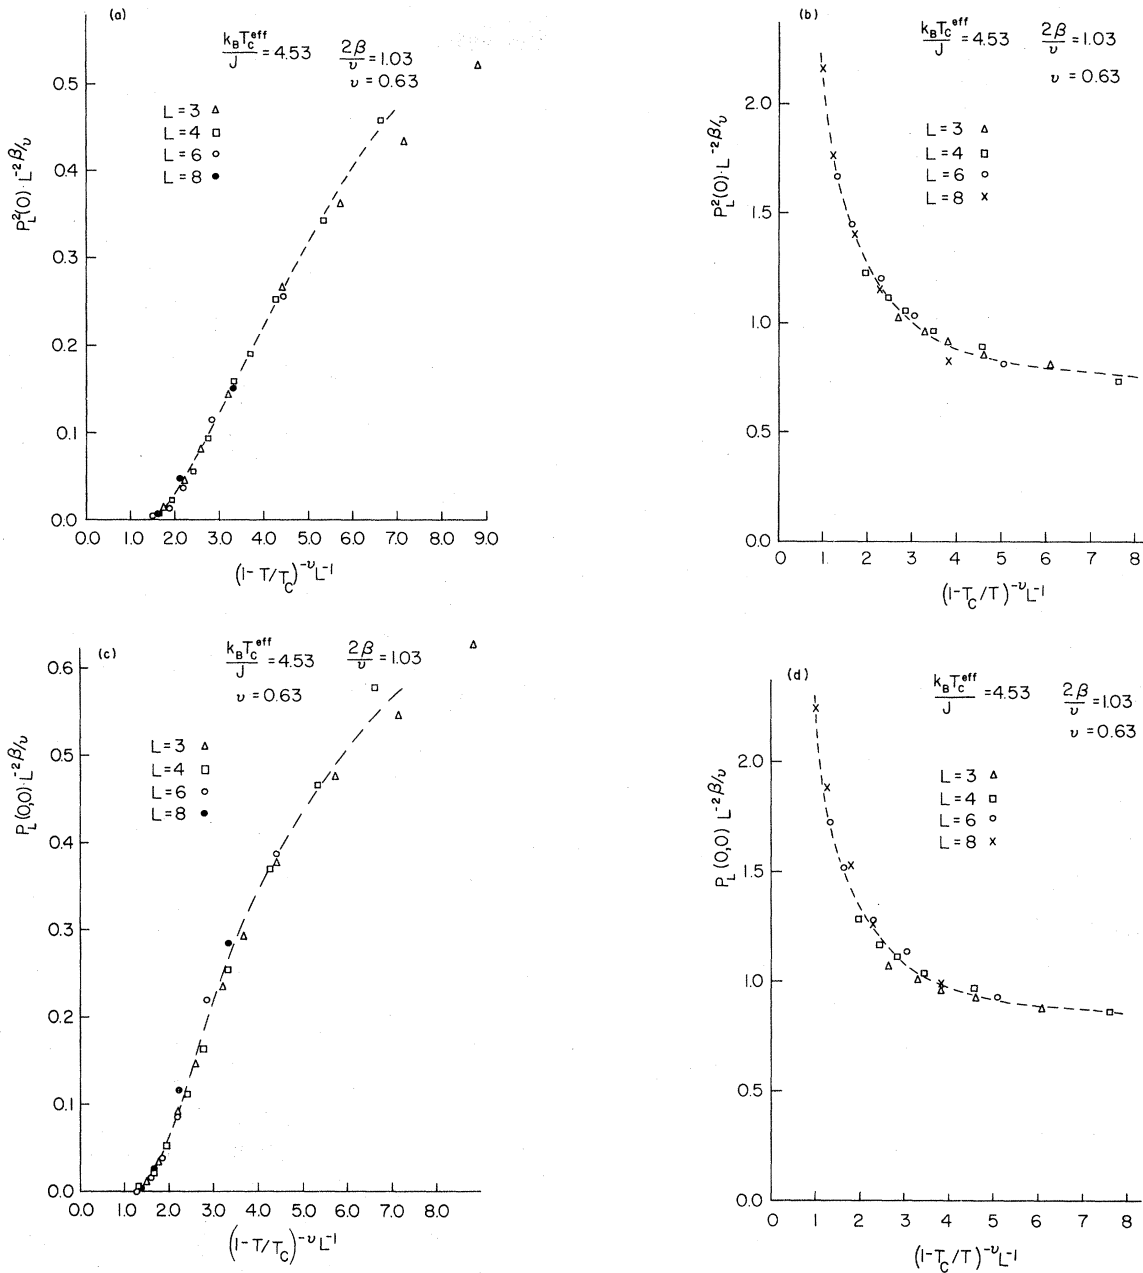 (a)
k_B T_C^eff / J = 4.53 2β/υ = 1.03
υ = 0.63
L = 3 △
L = 4 □
L = 6 ○
L = 8 ●
P_L^2(0) · L^-2β/υ
0.5
0.4
0.3
0.2
0.1
0.0
0.0 1.0 2.0 3.0 4.0 5.0 6.0 7.0 9.0
(1-T/T_C)^-υ L^-1
(b)
k_B T_C^eff / J = 4.53 2β/υ = 1.03
υ = 0.63
L = 3 △
L = 4 □
L = 6 ○
L = 8 ×
P_L^2(0) · L^-2β/υ
2.0
1.5
1.0
0.5
0.0
0 1 2 3 4 5 6 7 8
(1-T_C/T)^-υ L^-1
(c)
k_B T_C^eff / J = 4.53 2β/υ = 1.03
υ = 0.63
L = 3 △
L = 4 □
L = 6 ○
L = 8 ●
P_L(0,0) · L^-2β/υ
0.6
0.5
0.4
0.3
0.2
0.1
0.0
0.0 1.0 2.0 3.0 4.0 5.0 6.0 7.0 8.0
(1-T/T_C)^-υ L^-1
(d)
k_B T_C^eff / J = 4.53 2β/υ = 1.03
υ = 0.63
L = 3 △
L = 4 □
L = 6 ○
L = 8 ×
P_L(0,0) L^-2β/υ
2.0
1.5
1.0
0.5
0.0
0 1 2 3 4 5 6 7 8
(1-T_C/T)^-υ L^-1